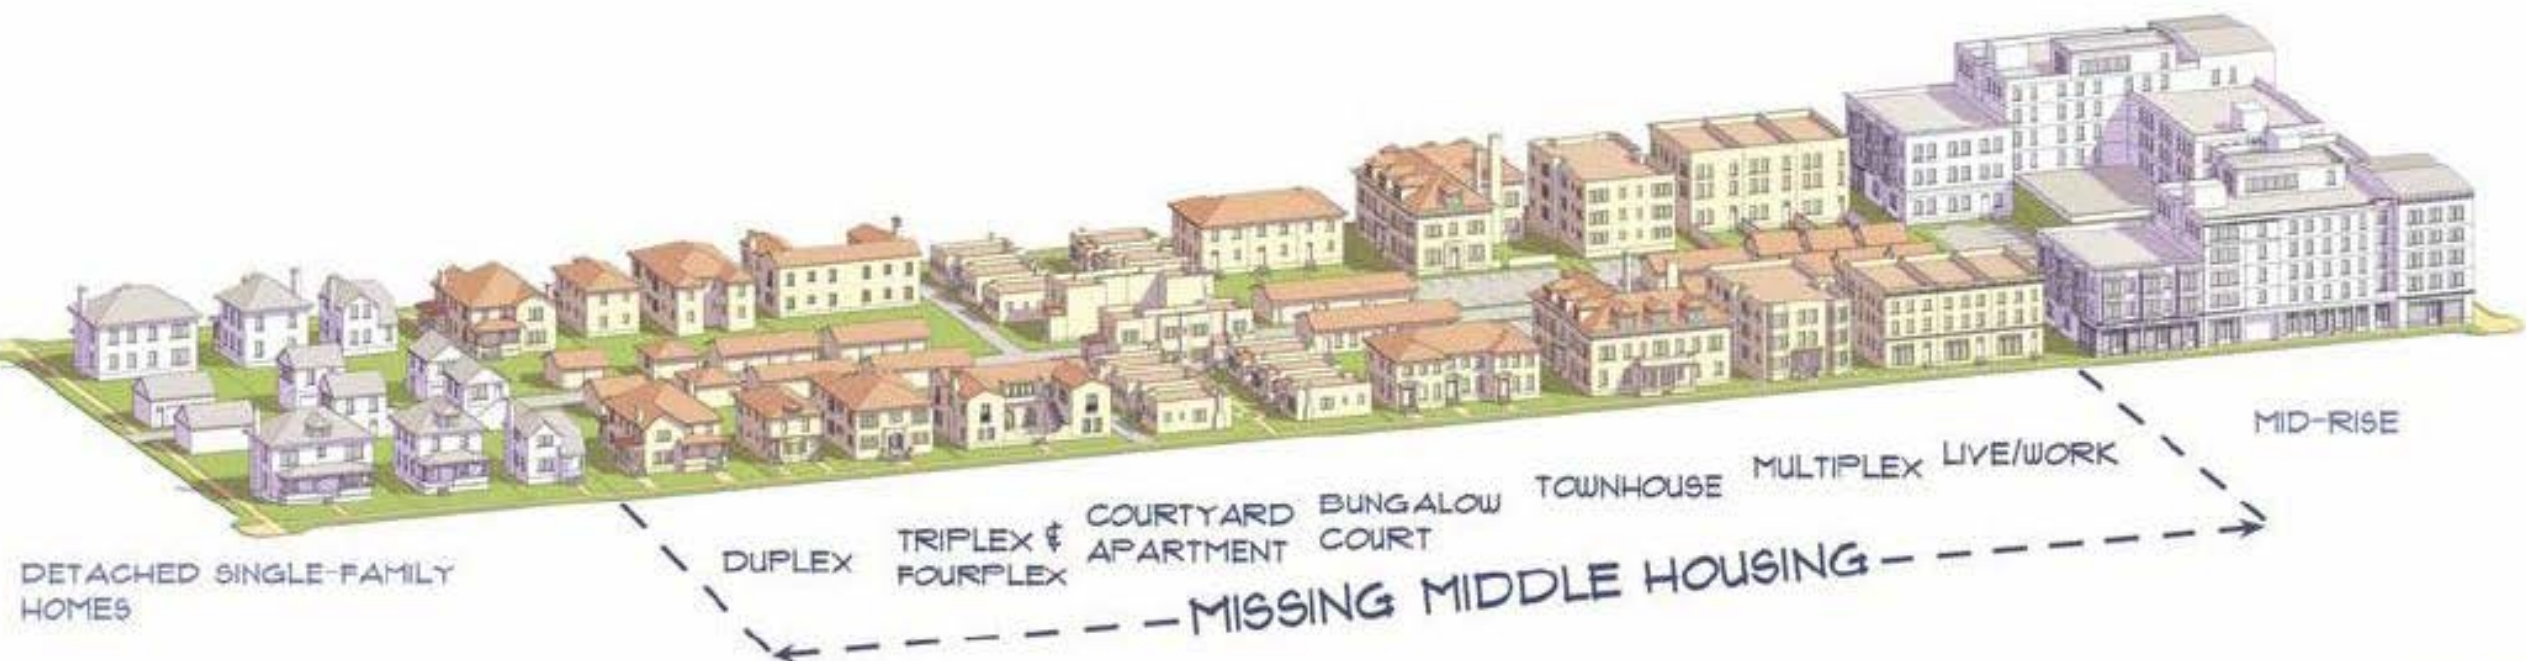 DETACHED SINGLE-FAMILY
HOMES
DUPLEX
TRIPLEX &
FOURPLEX
COURTYARD
APARTMENT
BUNGALOW
COURT
TOWNHOUSE
MULTIPLEX
LIVE/WORK
MID-RISE
MISSING MIDDLE HOUSING